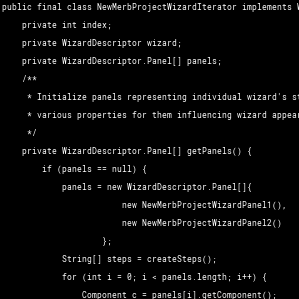 public final class NewMerbProjectWizardIterator implements
private int index;
private WizardDescriptor wizard;
private WizardDescriptor.Panel[] panels;
/**
* Initialize panels representing individual wizard's
* various properties for them influencing wizard
*/
private WizardDescriptor.Panel[] getPanels() {
if (panels == null) {
panels = new WizardDescriptor.Panel[]{
new NewMerbProjectWizardPanel1(),
new NewMerbProjectWizardPanel2()
};
String[] steps = createSteps();
for (int i = 0; i < panels.length; i++) {
Component c = panels[i].getComponent();